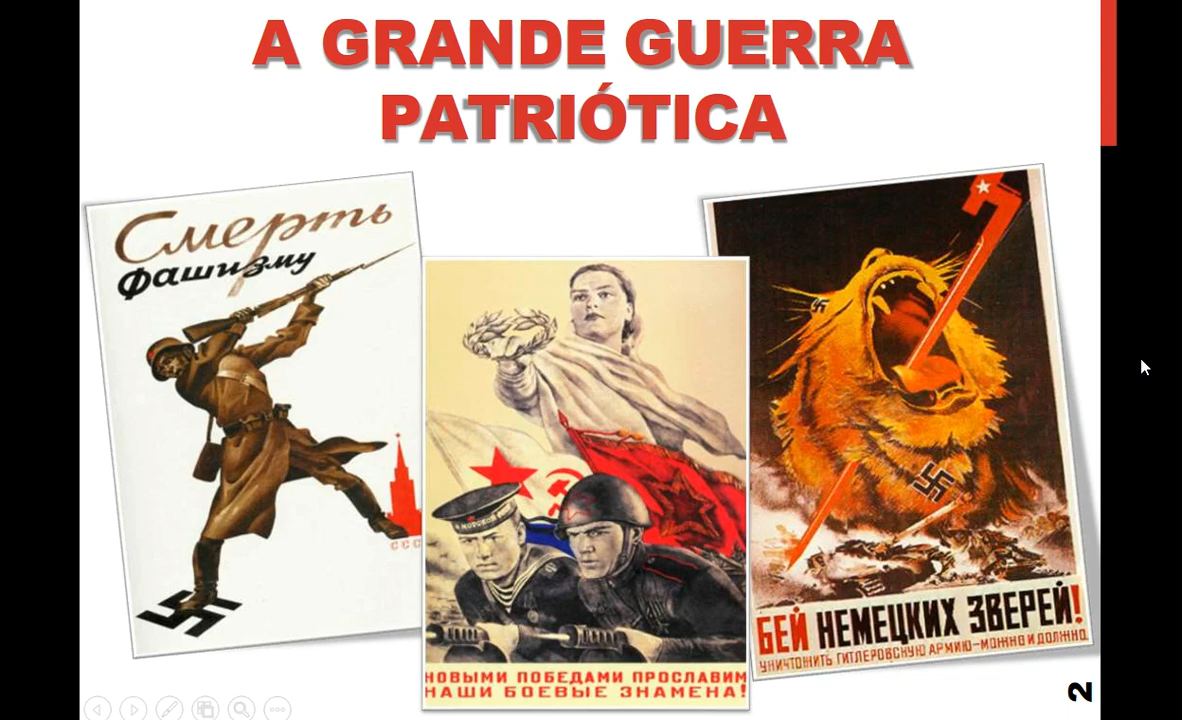 A GRANDE GUERRA
PATRIÓTICA
Смерть
фашизму
СССР
НОВЫМИ ПОБЕДАМИ ПРОСЛАВИМ
НАШИ БОЕВЫЕ ЗНАМЕНА!
БЕЙ НЕМЕЦКИХ ЗВЕРЕЙ!
УНИЧТОЖИТЬ ГИТЛЕРОВСКУЮ АРМИЮ–МОЖНО И ДОЛЖНО.
2